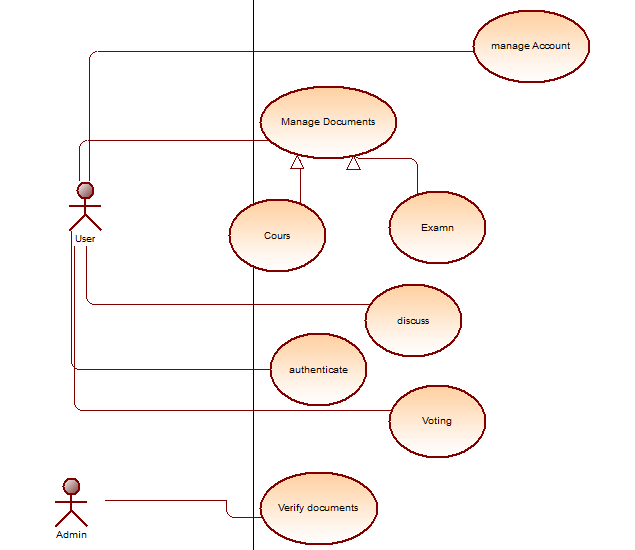 manage Account
Manage Documents
User
Cours
Examn
discuss
authenticate
Voting
Verify documents
Admin